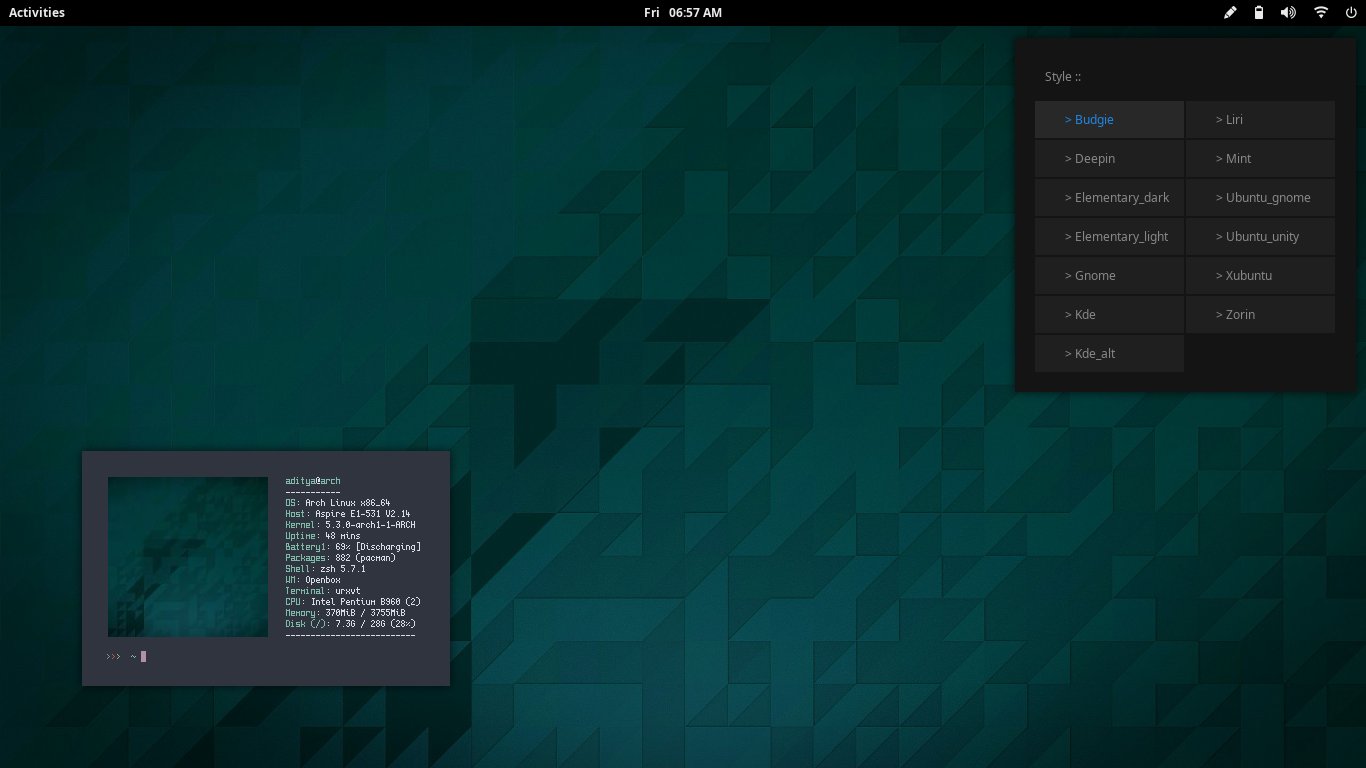 Activities
Fri 06:57 AM
Style ::
> Budgie
> Liri
> Deepin
> Mint
> Elementary_dark
> Ubuntu_gnome
> Elementary_light
> Ubuntu_unity
> Gnome
> Xubuntu
> Kde
> Zorin
> Kde_alt
aditya@arch
-----------
OS: Arch Linux x86_64
Host: Aspire E1-531 V2.14
Kernel: 5.3.0-arch1-1-ARCH
Uptime: 48 mins
Battery1: 69% [Discharging]
Packages: 882 (pacman)
Shell: zsh 5.7.1
WM: Openbox
Terminal: urxvt
CPU: Intel Pentium B960 (2)
Memory: 370MiB / 3755MiB
Disk (/): 7.3G / 28G (28%)
--------------------------
>>> ~